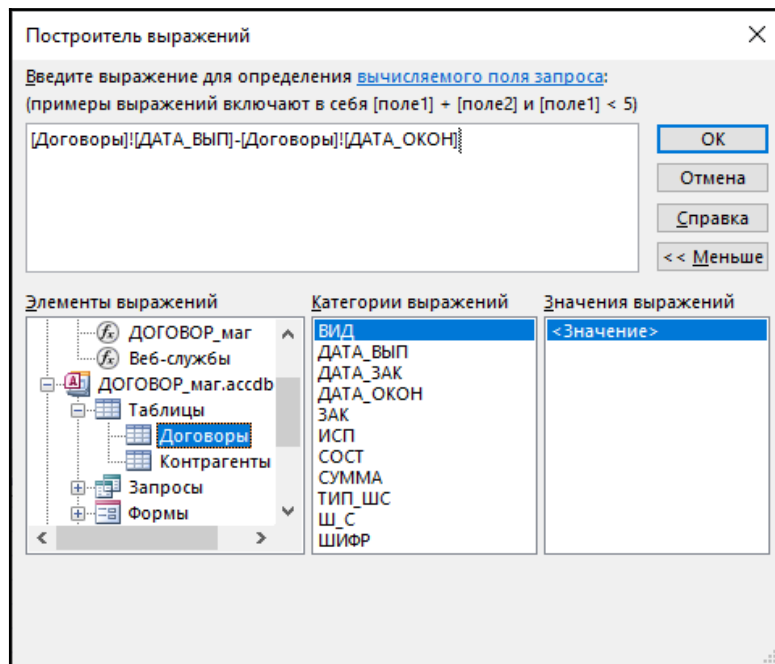 Построитель выражений
Введите выражение для определения вычисляемого поля запроса:
(примеры выражений включают в себя [поле1] + [поле2] и [поле1] < 5)
[Договоры]![ДАТА_ВЫП]-[Договоры]![ДАТА_ОКОН]
ОК
Отмена
Справка
<< Меньше
Элементы выражений
ДОГОВОР_маг
Веб-службы
ДОГОВОР_маг.accdb
Таблицы
Договоры
Контрагенты
Запросы
Формы
Категории выражений
ВИД
ДАТА_ВЫП
ДАТА_ЗАК
ДАТА_ОКОН
ЗАК
ИСП
СОСТ
СУММА
ТИП_ШС
Ш_С
ШИФР
Значения выражений
<Значение>